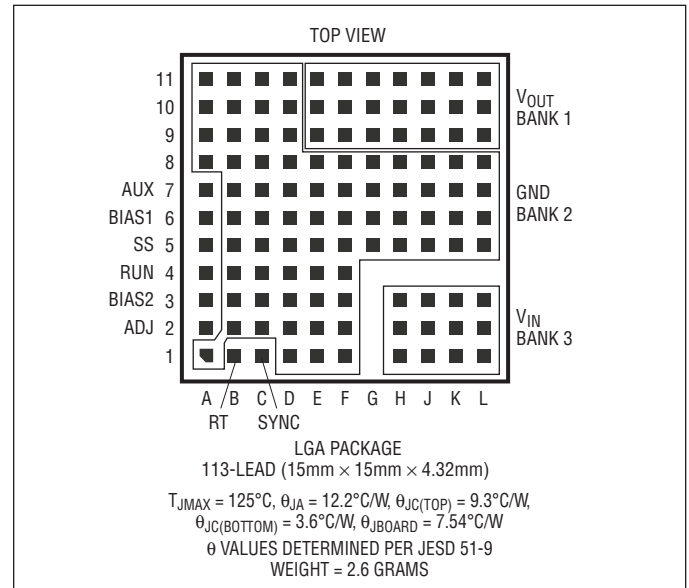 TOP VIEW
11
10
9
8
AUX 7
BIAS1 6
SS 5
RUN 4
BIAS2 3
ADJ 2
1
VOUT
BANK 1
GND
BANK 2
VIN
BANK 3
A B C D E F G H J K L
RT SYNC
LGA PACKAGE
113-LEAD (15mm × 15mm × 4.32mm)
TJMAX = 125°C, θJA = 12.2°C/W, θJC(TOP) = 9.3°C/W,
θJC(BOTTOM) = 3.6°C/W, θJBOARD = 7.54°C/W
θ VALUES DETERMINED PER JESD 51-9
WEIGHT = 2.6 GRAMS